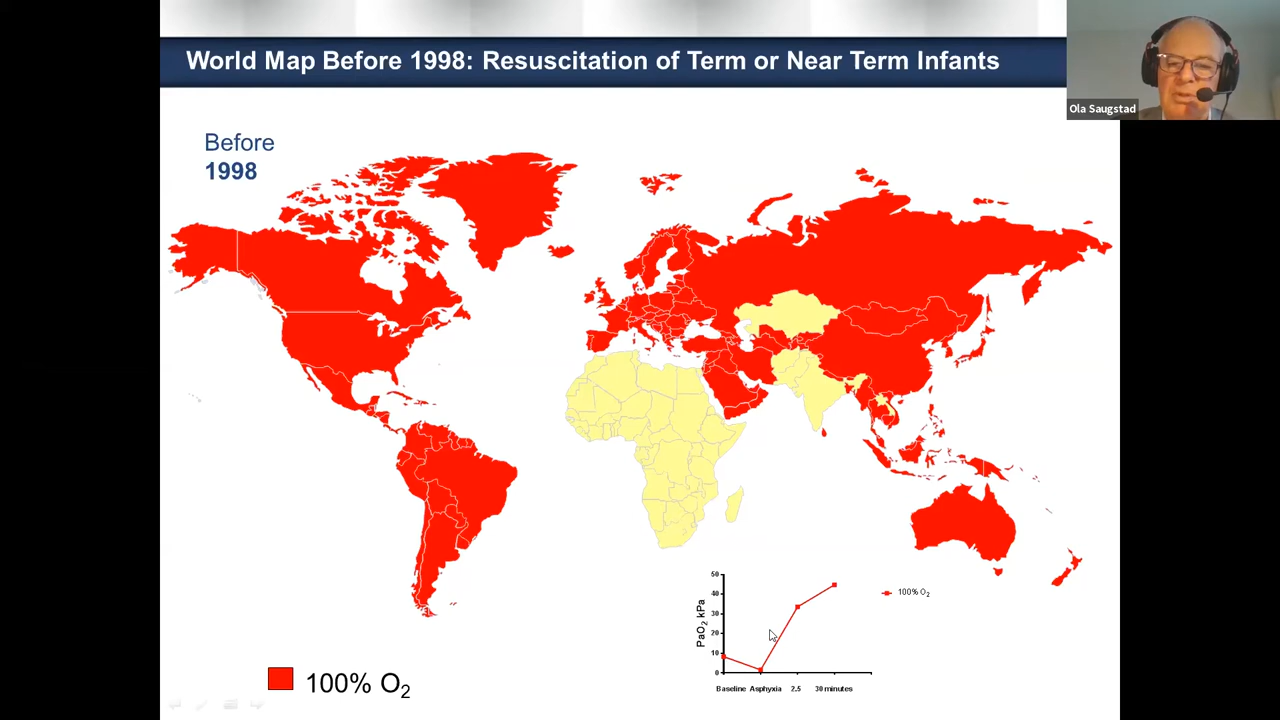 World Map Before 1998: Resuscitation of Term or Near Term Infants
Ola Saugstad
Before
1998
50
40
30
20
10
0
PaO2 kPa
100% O2
Baseline Asphyxia 2.5 30 minutes
100% O2